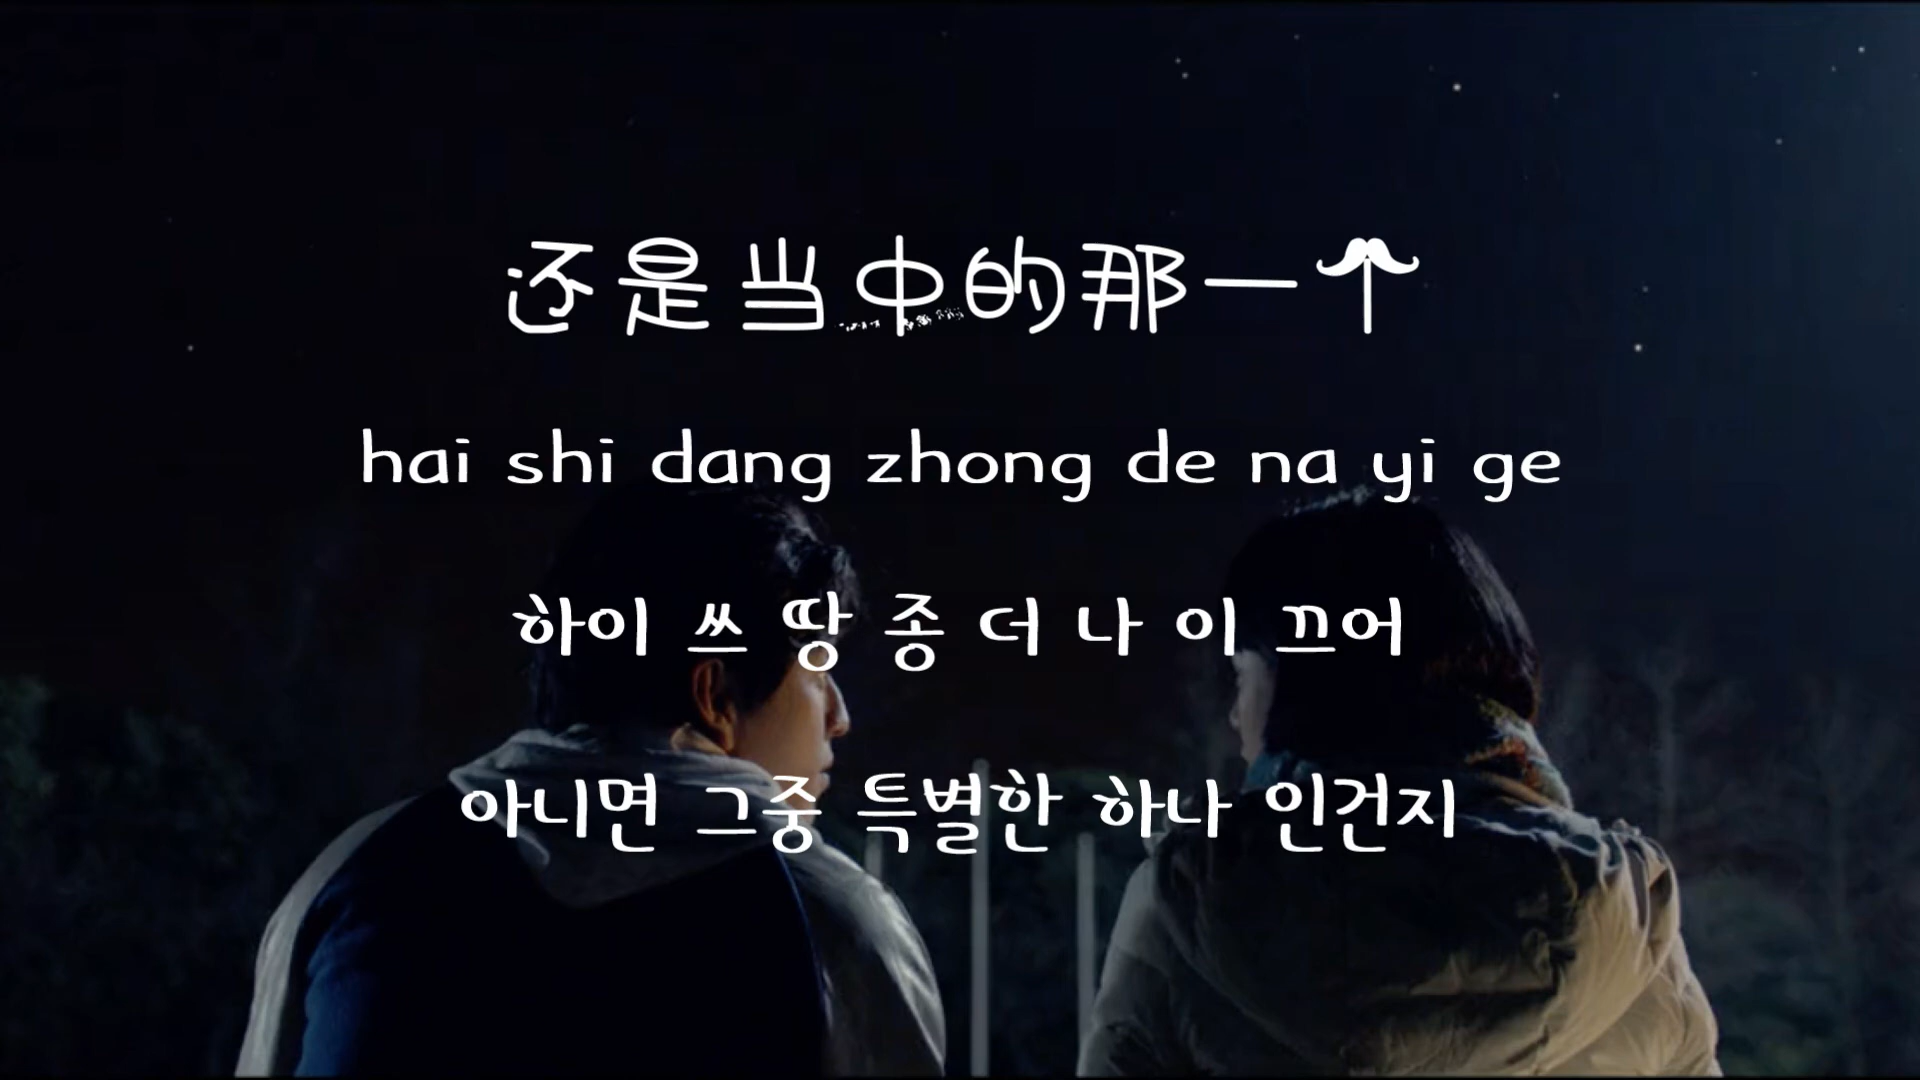 还是当中的那一个
hai shi dang zhong de na yi ge
하이 쓰 땅 종 더 나 이 끄어
아니면 그중 특별한 하나 인건지